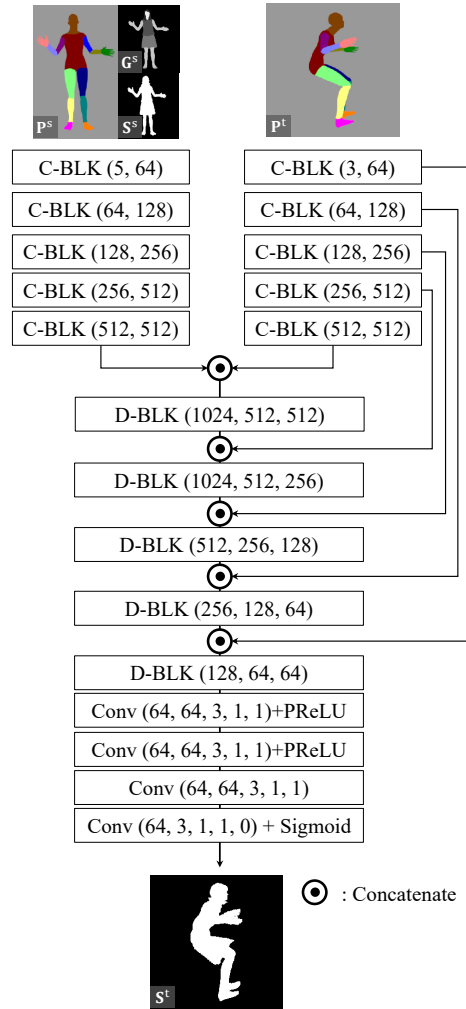 Gˢ
Pˢ
Sˢ
Pᵗ
C-BLK (5, 64)
C-BLK (3, 64)
C-BLK (64, 128)
C-BLK (64, 128)
C-BLK (128, 256)
C-BLK (128, 256)
C-BLK (256, 512)
C-BLK (256, 512)
C-BLK (512, 512)
C-BLK (512, 512)
D-BLK (1024, 512, 512)
D-BLK (1024, 512, 256)
D-BLK (512, 256, 128)
D-BLK (256, 128, 64)
D-BLK (128, 64, 64)
Conv (64, 64, 3, 1, 1)+PReLU
Conv (64, 64, 3, 1, 1)+PReLU
Conv (64, 64, 3, 1, 1)
Conv (64, 3, 1, 1, 0) + Sigmoid
: Concatenate
Sᵗ